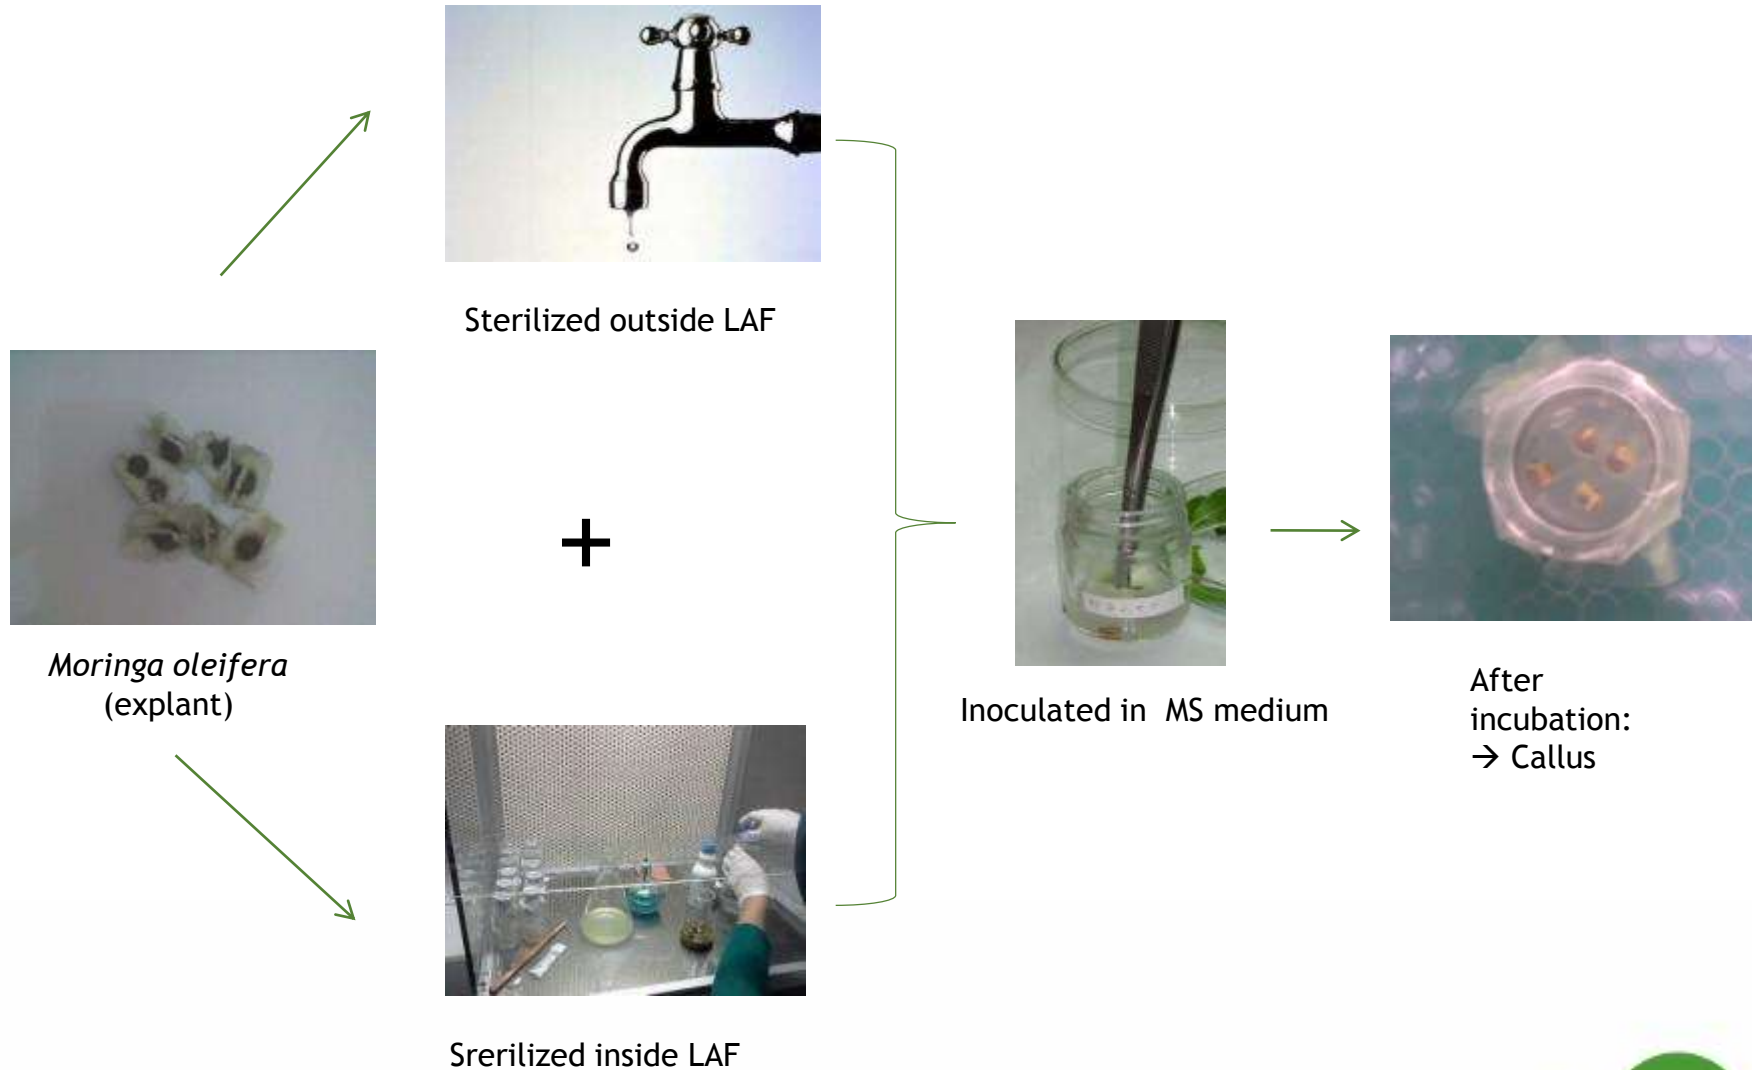 Sterilized outside LAF
Moringa oleifera
(explant)
+
Inoculated in MS medium
After
incubation:
→ Callus
Srerilized inside LAF